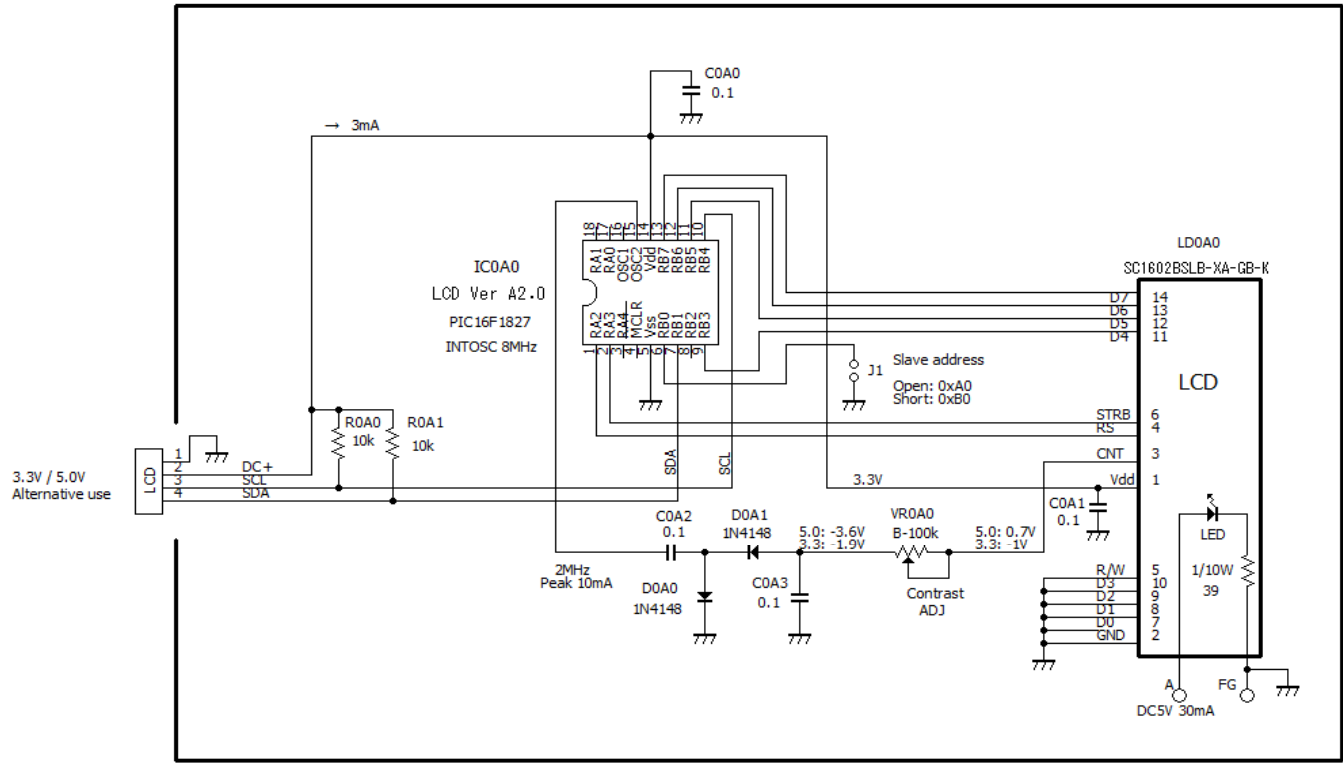 C0A0
0.1
→ 3mA
18 17 16 15 14 13 12 11 10
RA1 RA0 OSC1 OSC2 Vdd RB7 RB6 RB5 RB4
IC0A0
LCD Ver A2.0
PIC16F1827
INTOSC 8MHz
RA2 RA3 RA4 MCLR Vss RB0 RB1 RB2 RB3
1 2 3 4 5 6 7 8 9
LD0A0
SC1602BSLB-XA-GB-K
D7 14
D6 13
D5 12
D4 11
LCD
J1
Slave address
Open: 0xA0
Short: 0xB0
STRB 6
RS 4
CNT 3
Vdd 1
3.3V
R0A0
10k
R0A1
10k
SDA
SCL
3.3V / 5.0V
Alternative use
LCD
1
2 DC+
3 SCL
4 SDA
C0A1
0.1
C0A2
0.1
D0A1
1N4148
5.0: -3.6V
3.3: -1.9V
VR0A0
B-100k
5.0: 0.7V
3.3: -1V
2MHz
Peak 10mA
D0A0
1N4148
C0A3
0.1
Contrast
ADJ
LED
1/10W
39
R/W 5
D3 10
D2 9
D1 8
D0 7
GND 2
A
FG
DC5V 30mA